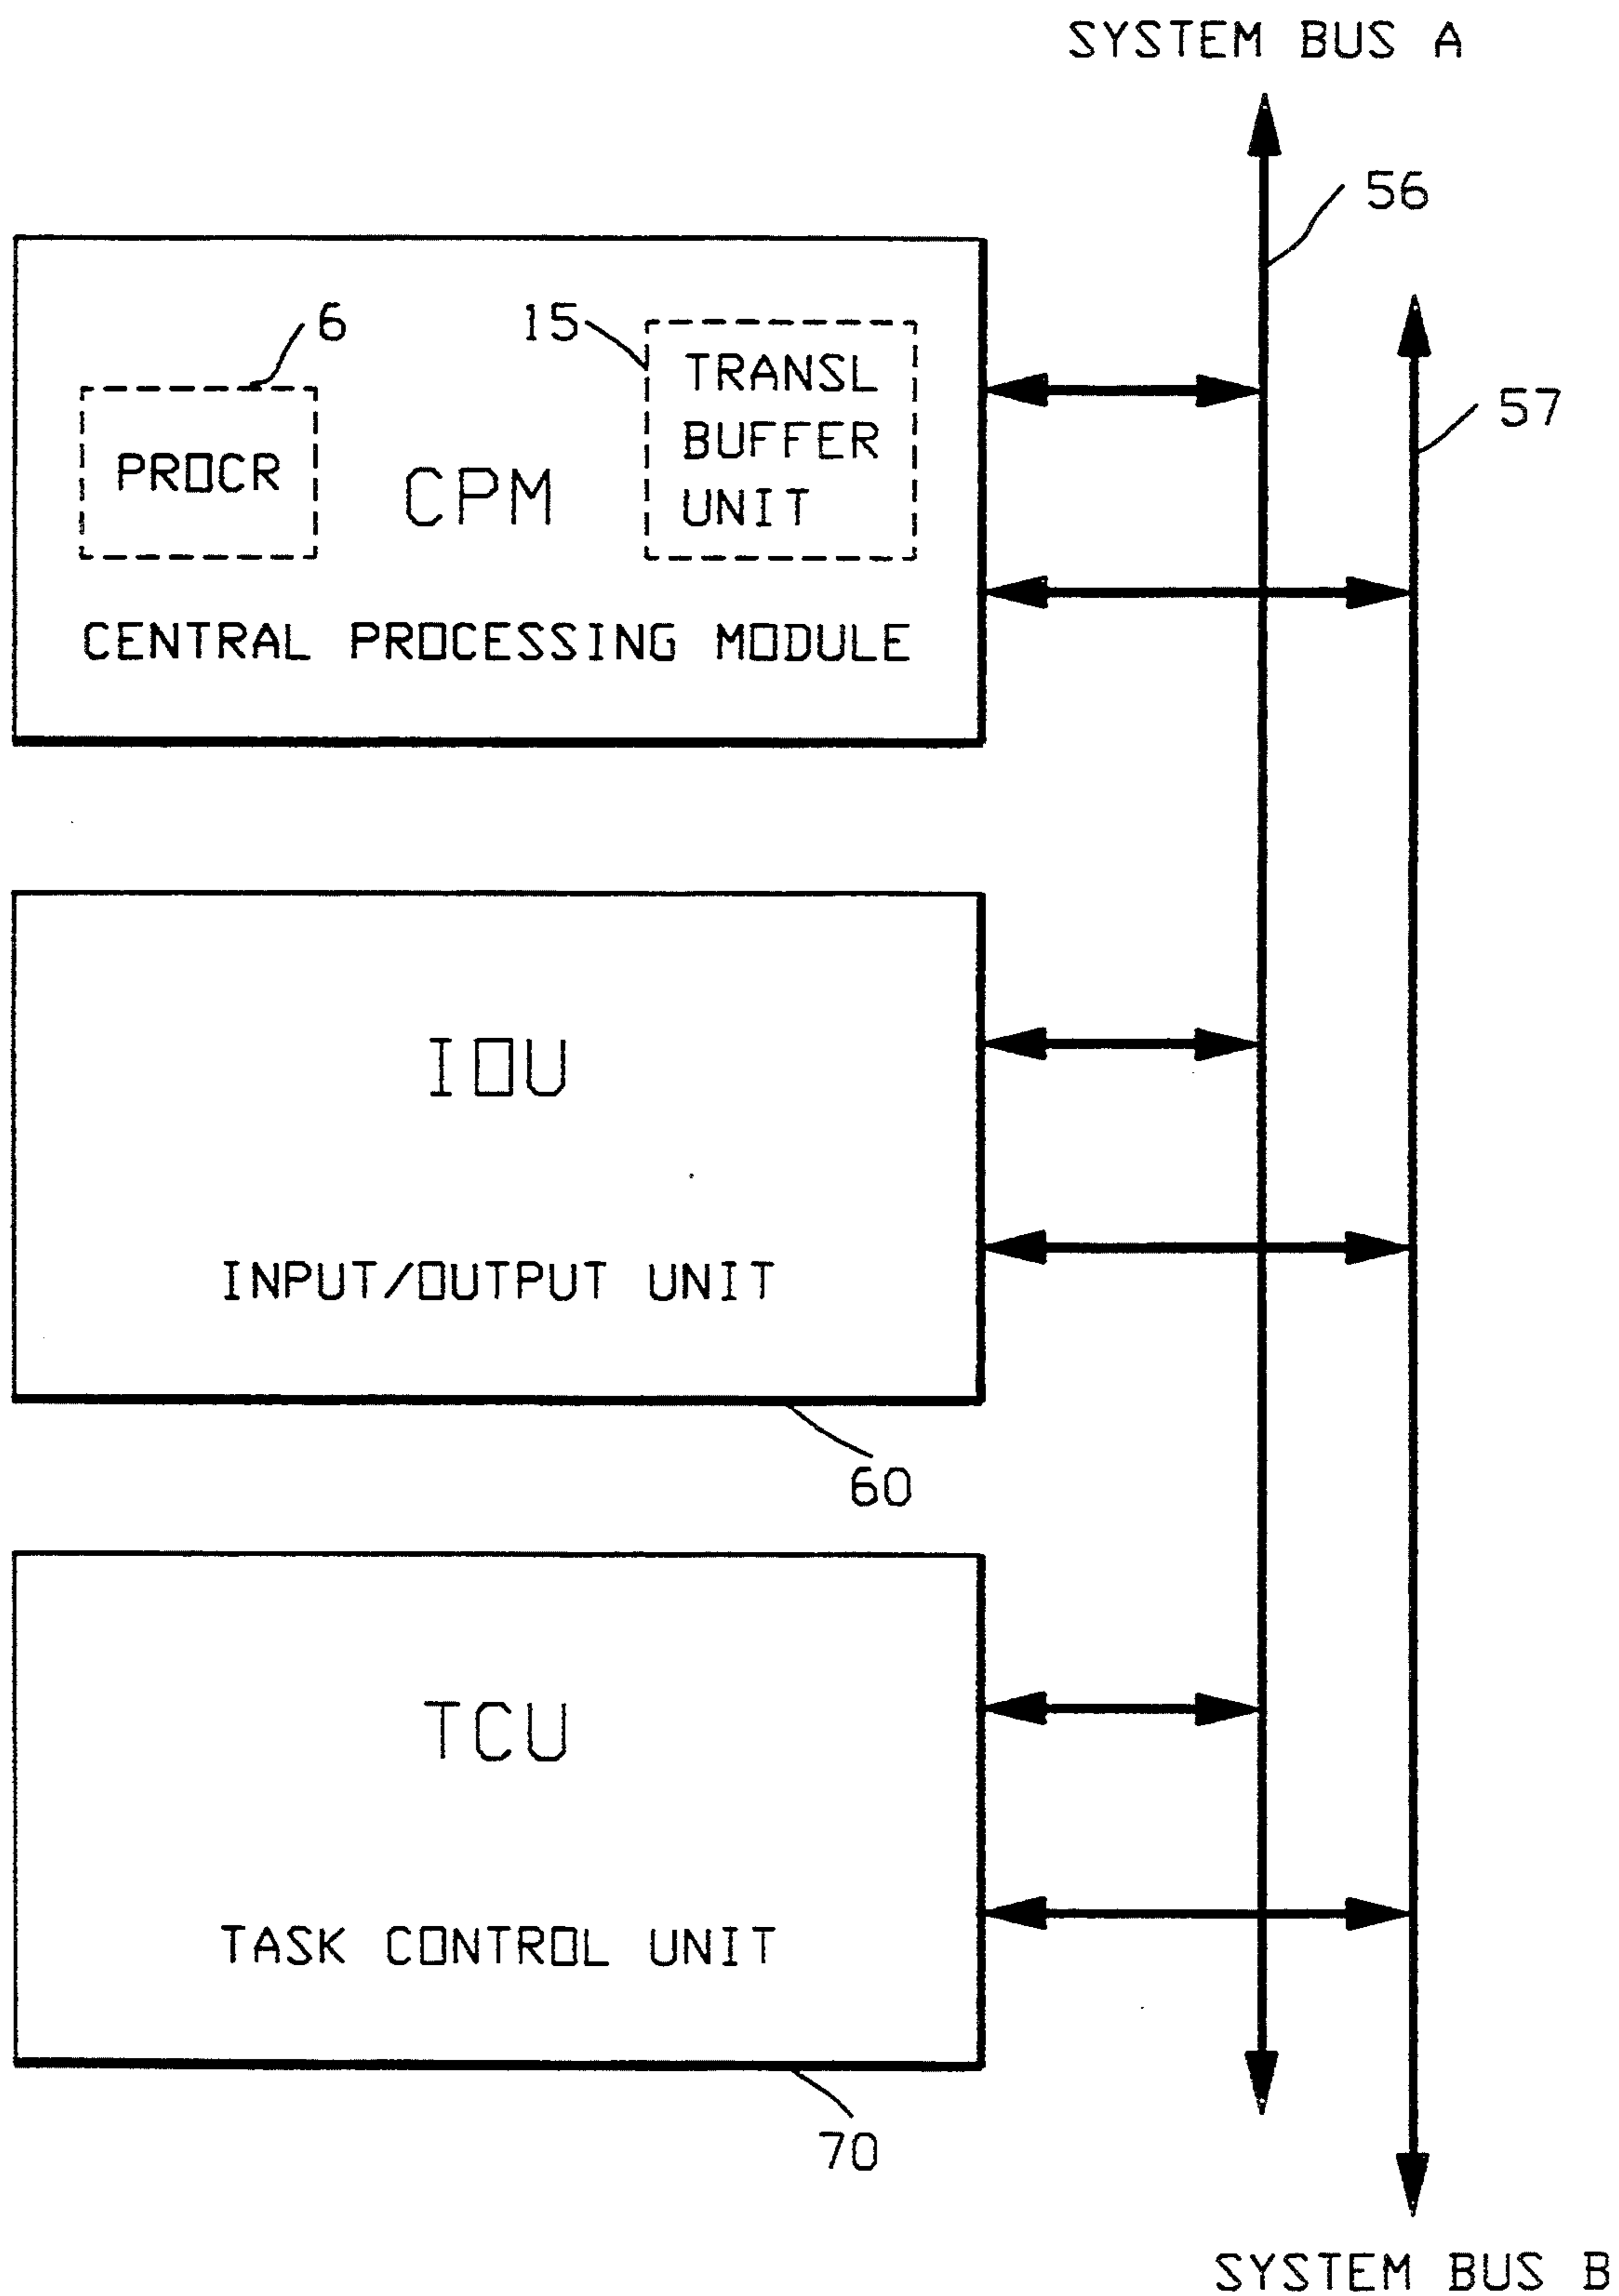 SYSTEM BUS A
56
6
15
TRANSL
BUFFER
UNIT
57
PROCR
CPM
CENTRAL PROCESSING MODULE
IOU
INPUT/OUTPUT UNIT
60
TCU
TASK CONTROL UNIT
70
SYSTEM BUS B